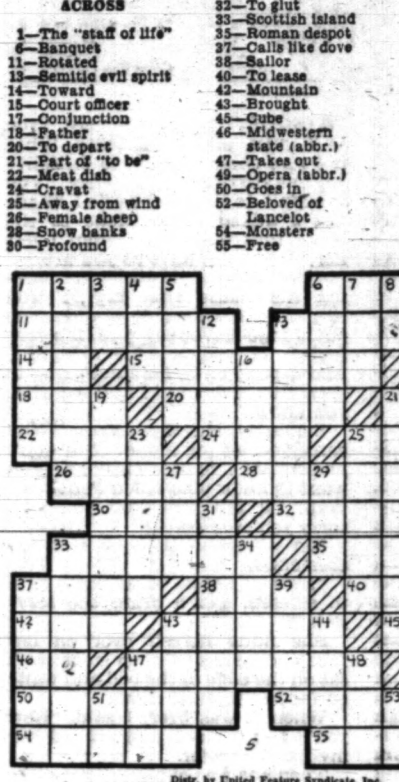 ACROSS
1—The "staff of life"
6—Banquet
11—Rotated
13—Semitic evil spirit
14—Toward
15—Court officer
17—Conjunction
18—Father
20—To depart
21—Part of "to be"
22—Meat dish
24—Cravat
25—Away from wind
26—Female sheep
28—Snow banks
30—Profound
32—To glut
33—Scottish island
35—Roman despot
37—Calls like dove
38—Sailor
40—To lease
42—Mountain
43—Brought
45—Cube
46—Midwestern
state (abbr.)
47—Takes out
49—Opera (abbr.)
50—Goes in
52—Beloved of
Lancelot
54—Monsters
55—Free
1 2 3 4 5 6 7 8
11 12 13
14 15 16
18 19 20 21
22 23 24 25
26 27 28 29
30 31 32
33 34 35
37 38 39 40
42 43 44 45
46 47 48
50 51 52 53
54 5 55
Distr. by United Feature Syndicate, Inc.